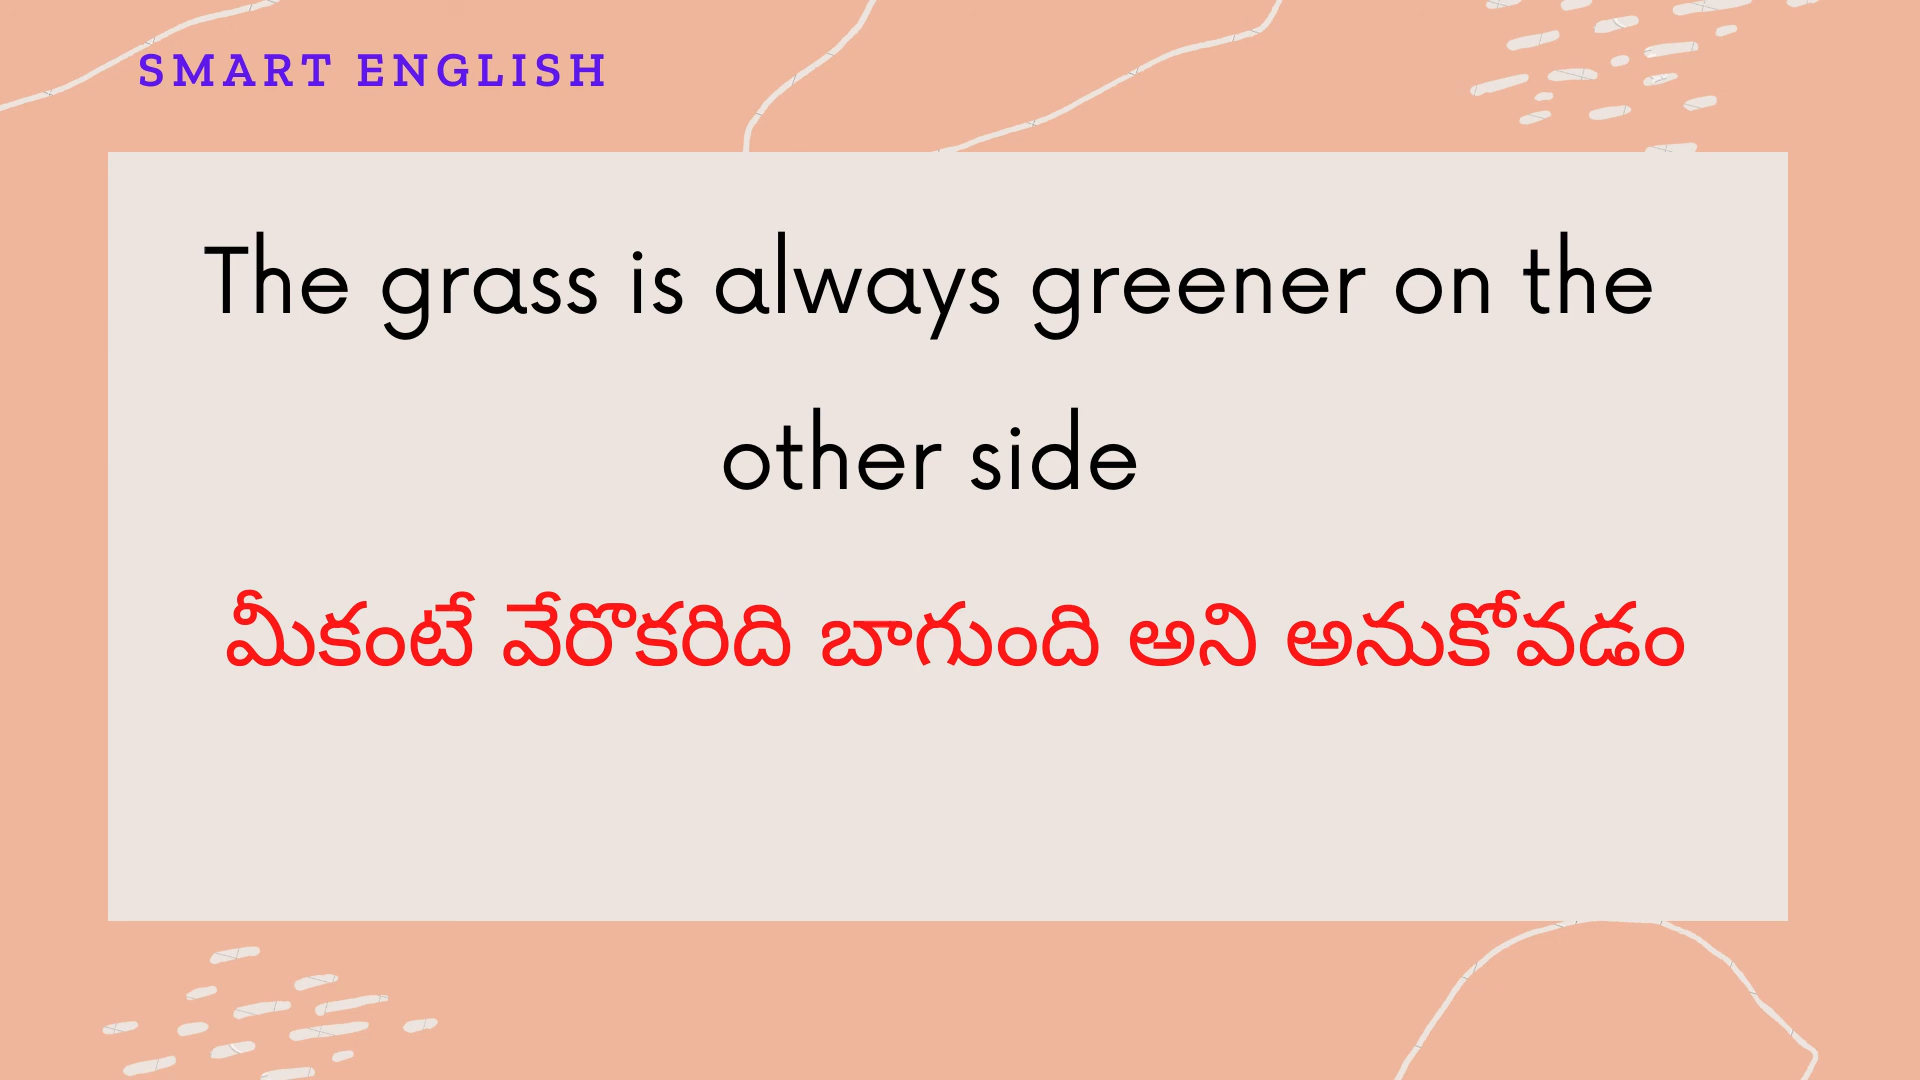 SMART ENGLISH
The grass is always greener on the
other side
మీకంటే వేరొకరిది బాగుంది అని అనుకోవడం